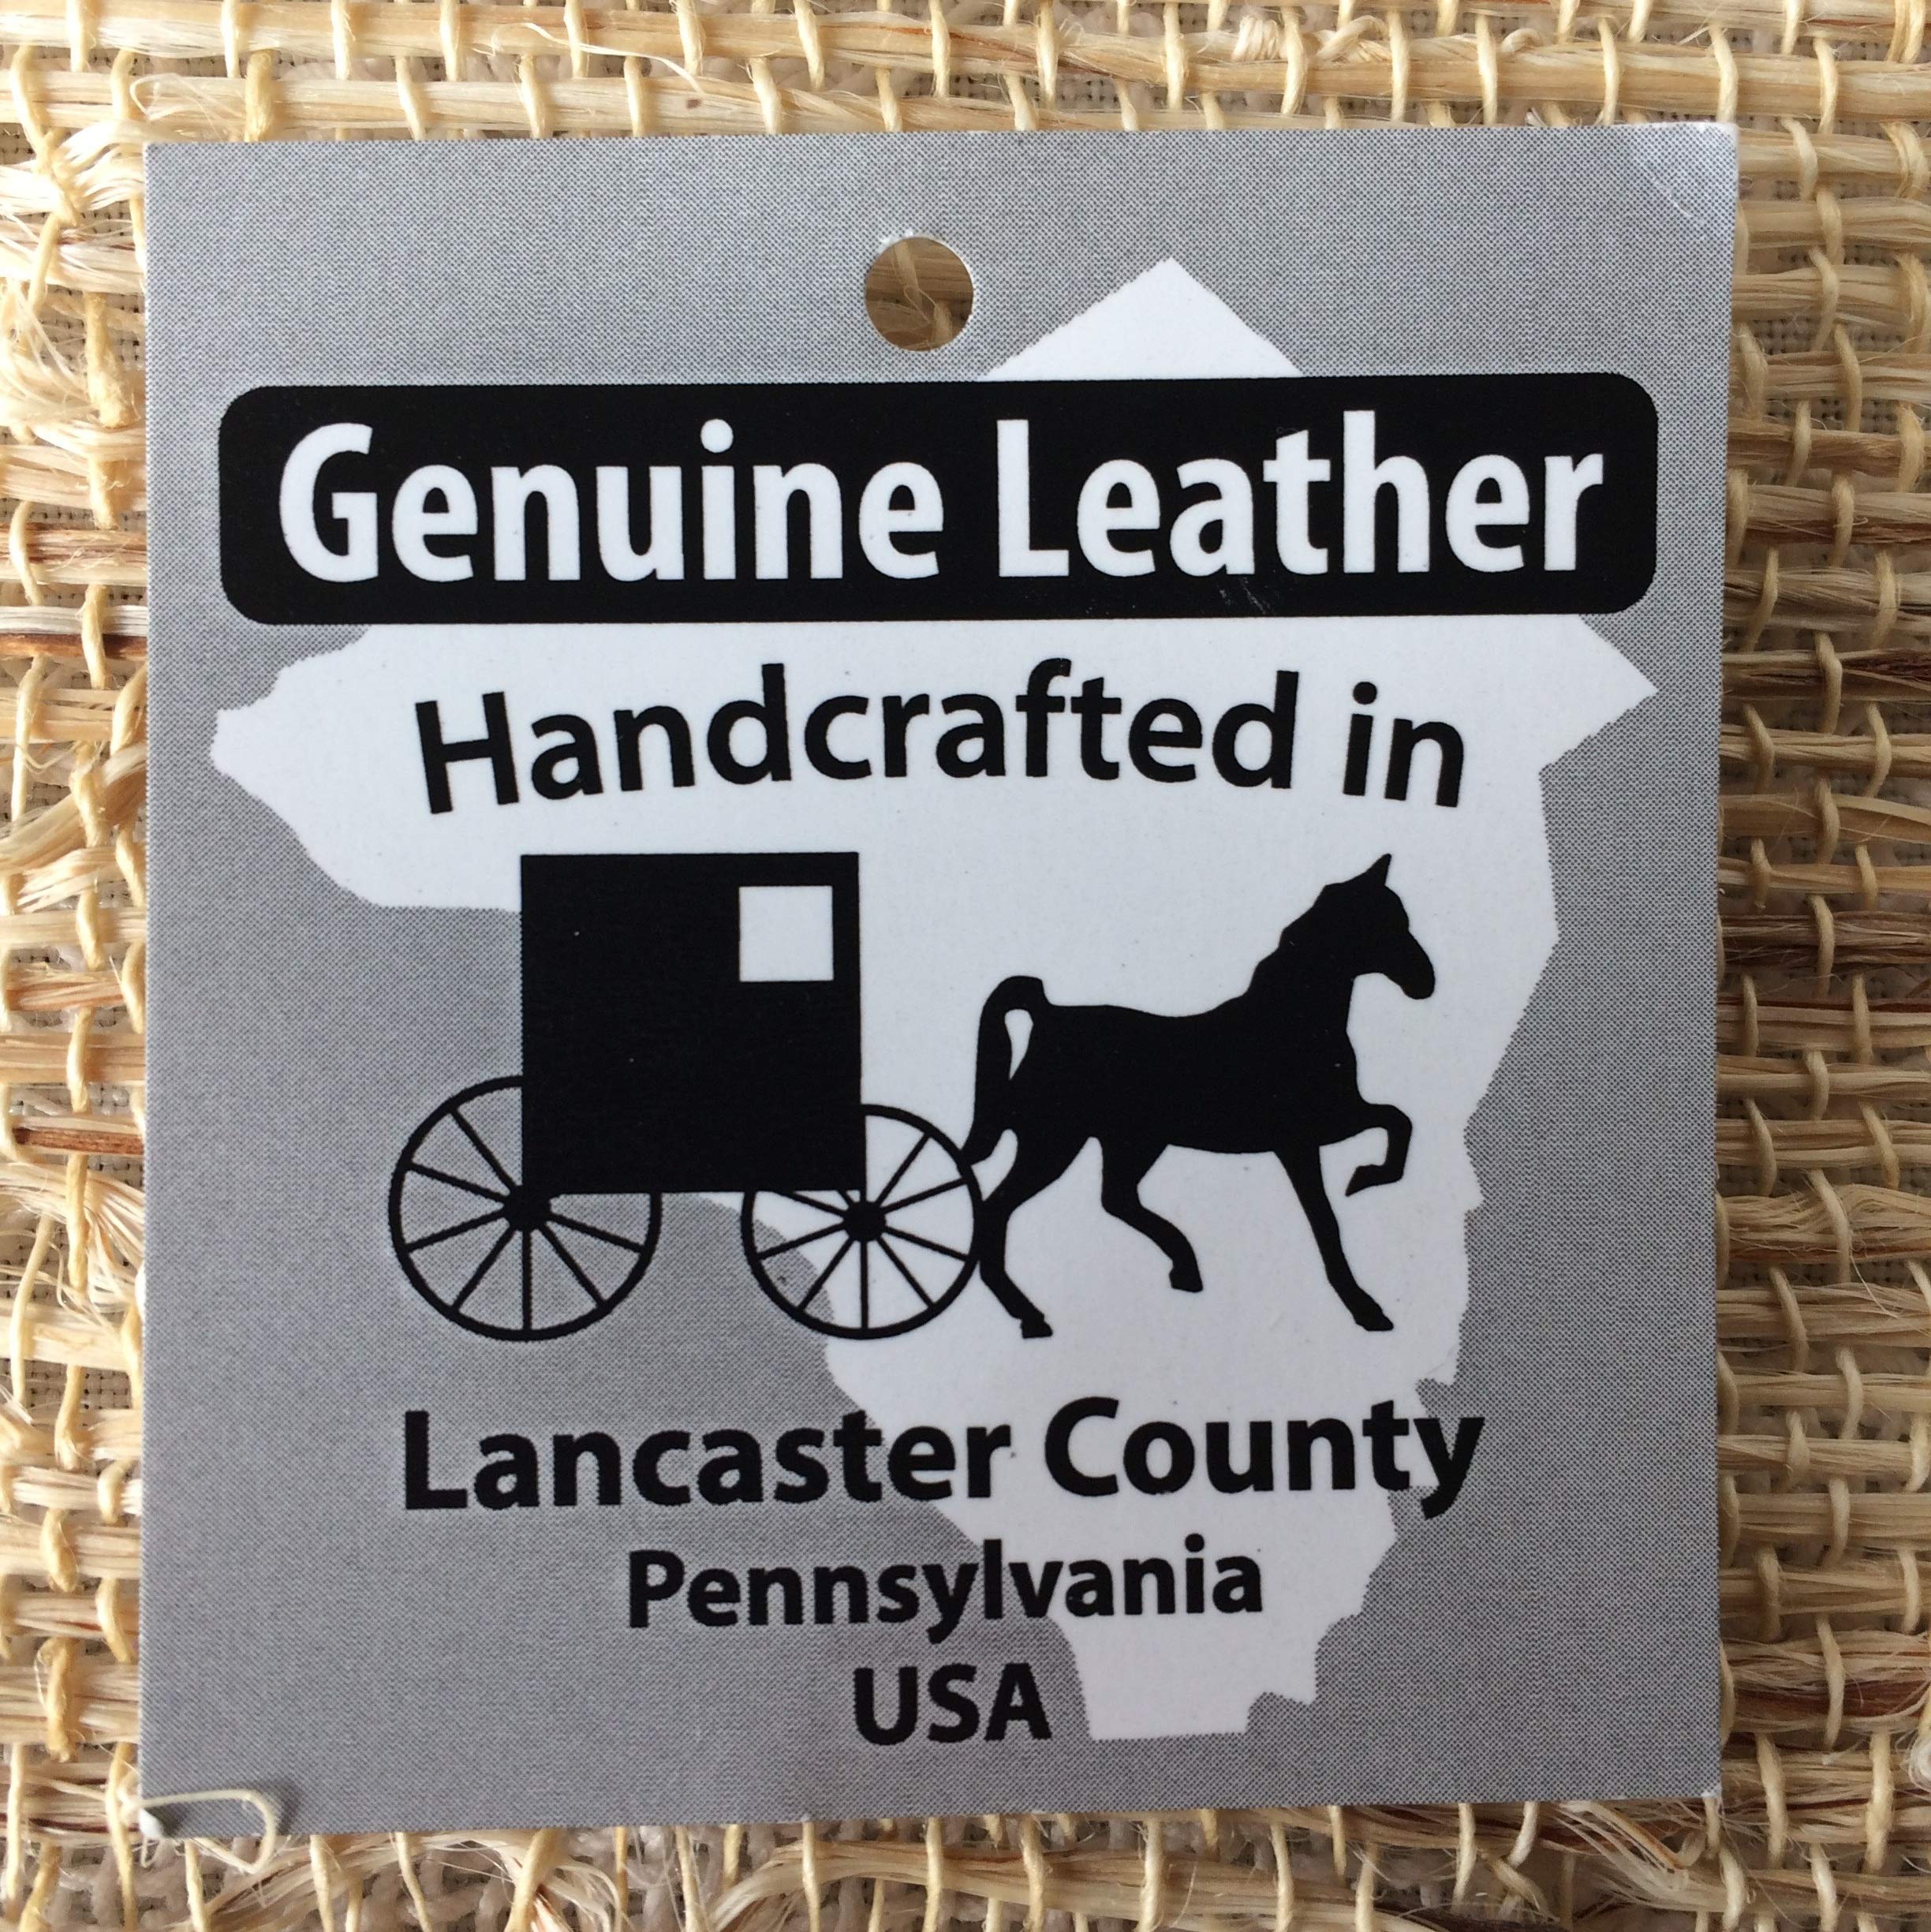 Genuine Leather
Handcrafted in
Lancaster County
Pennsylvania
USA